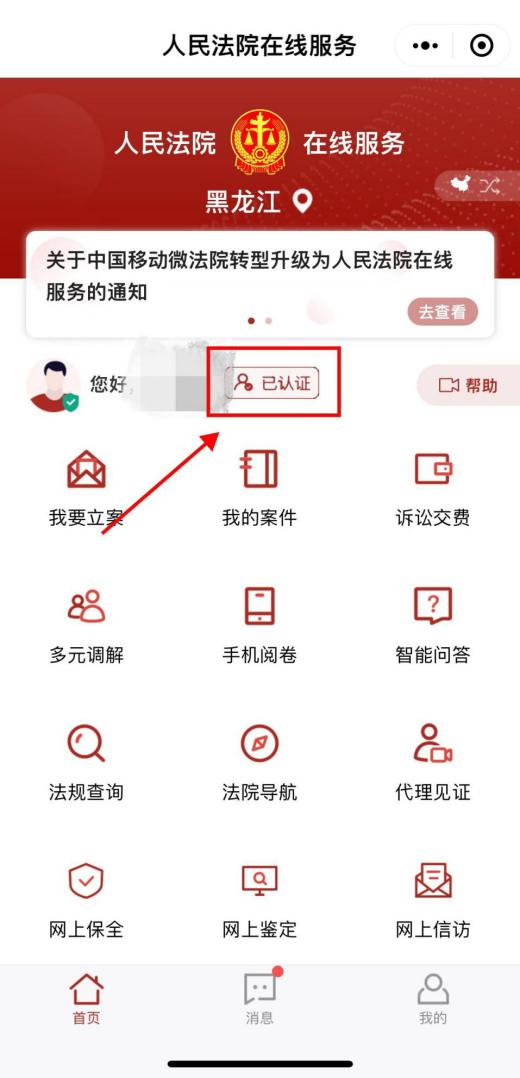 人民法院在线服务
人民法院 在线服务
黑龙江
关于中国移动微法院转型升级为人民法院在线
服务的通知
去查看
您好, 已认证 帮助
我要立案 我的案件 诉讼交费
多元调解 手机阅卷 智能问答
法规查询 法院导航 代理见证
网上保全 网上鉴定 网上信访
首页 消息 我的